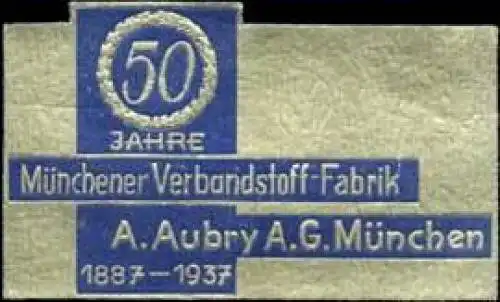 50
JAHRE
Münchener Verbandstoff-Fabrik
A. Aubry A.G. München
1887-1937